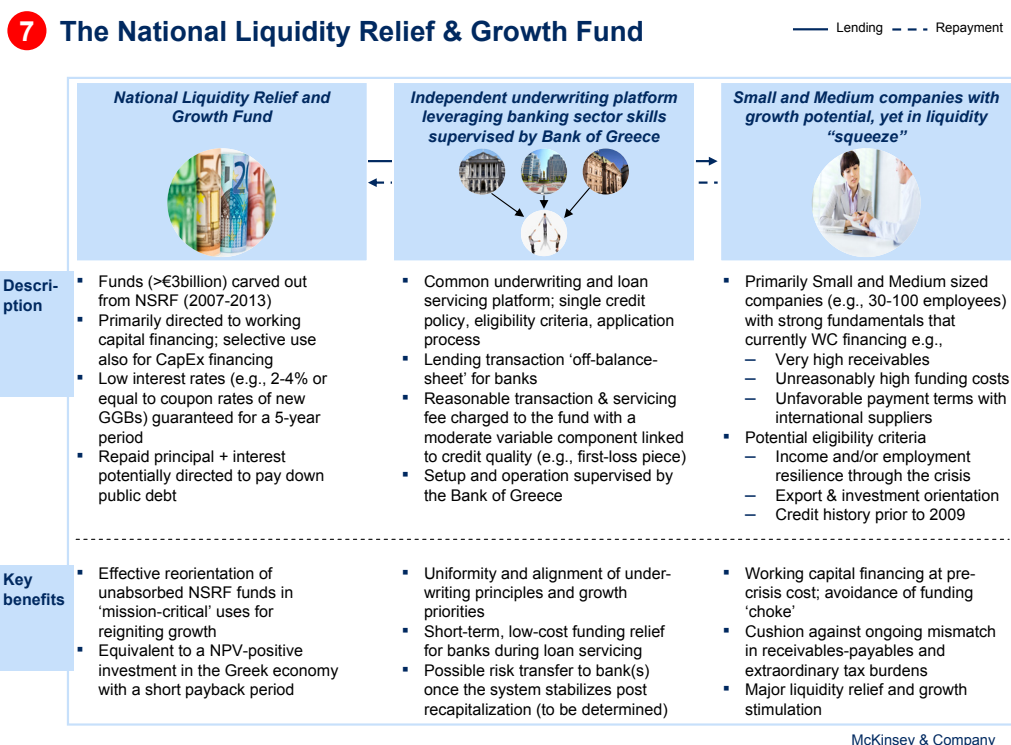 7 The National Liquidity Relief & Growth Fund
Lending
Repayment
National Liquidity Relief and
Growth Fund
Independent underwriting platform
leveraging banking sector skills
supervised by Bank of Greece
Small and Medium companies with
growth potential, yet in liquidity
“squeeze”
Descri-
ption
▪ Funds (>€3billion) carved out
from NSRF (2007-2013)
▪ Primarily directed to working
capital financing; selective use
also for CapEx financing
▪ Low interest rates (e.g., 2-4% or
equal to coupon rates of new
GGBs) guaranteed for a 5-year
period
▪ Repaid principal + interest
potentially directed to pay down
public debt
▪ Common underwriting and loan
servicing platform; single credit
policy, eligibility criteria, application
process
▪ Lending transaction ‘off-balance-
sheet’ for banks
▪ Reasonable transaction & servicing
fee charged to the fund with a
moderate variable component linked
to credit quality (e.g., first-loss piece)
▪ Setup and operation supervised by
the Bank of Greece
▪ Primarily Small and Medium sized
companies (e.g., 30-100 employees)
with strong fundamentals that
currently WC financing e.g.,
– Very high receivables
– Unreasonably high funding costs
– Unfavorable payment terms with
international suppliers
▪ Potential eligibility criteria
– Income and/or employment
resilience through the crisis
– Export & investment orientation
– Credit history prior to 2009
Key
benefits
▪ Effective reorientation of
unabsorbed NSRF funds in
‘mission-critical’ uses for
reigniting growth
▪ Equivalent to a NPV-positive
investment in the Greek economy
with a short payback period
▪ Uniformity and alignment of under-
writing principles and growth
priorities
▪ Short-term, low-cost funding relief
for banks during loan servicing
▪ Possible risk transfer to bank(s)
once the system stabilizes post
recapitalization (to be determined)
▪ Working capital financing at pre-
crisis cost; avoidance of funding
‘choke’
▪ Cushion against ongoing mismatch
in receivables-payables and
extraordinary tax burdens
▪ Major liquidity relief and growth
stimulation
McKinsey & Company